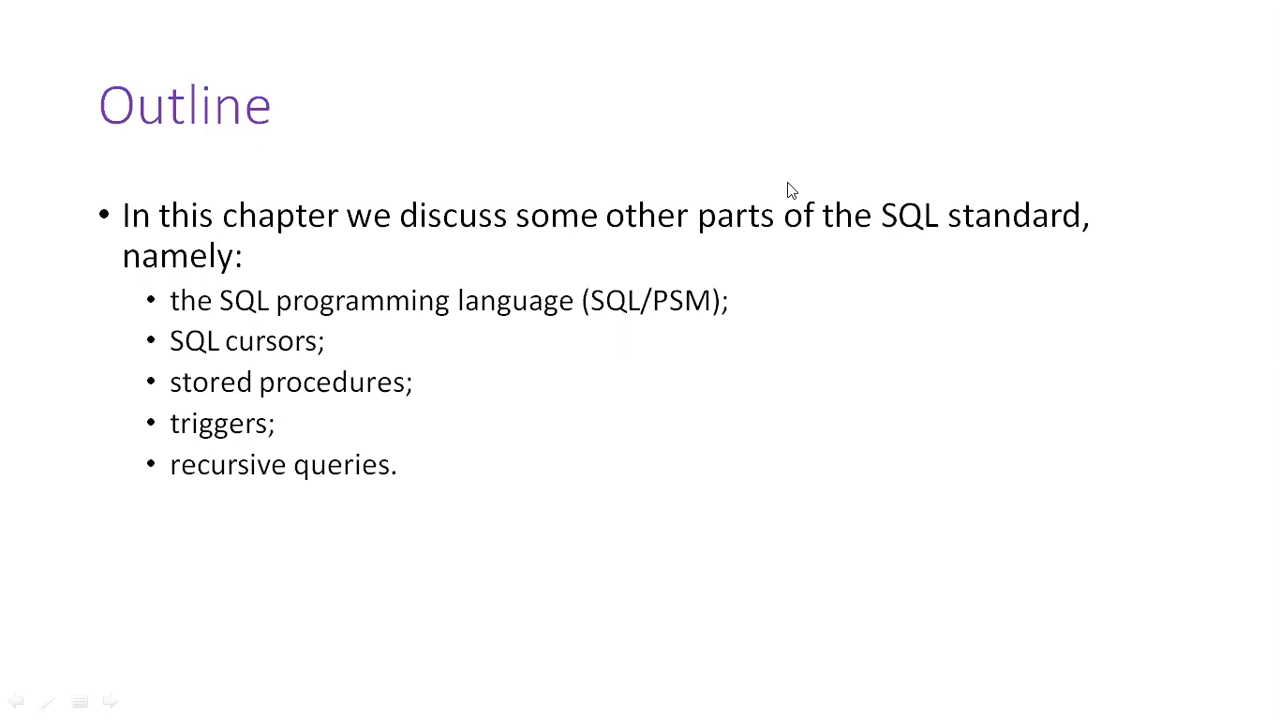 Outline
• In this chapter we discuss some other parts of the SQL standard,
namely:
• the SQL programming language (SQL/PSM);
• SQL cursors;
• stored procedures;
• triggers;
• recursive queries.